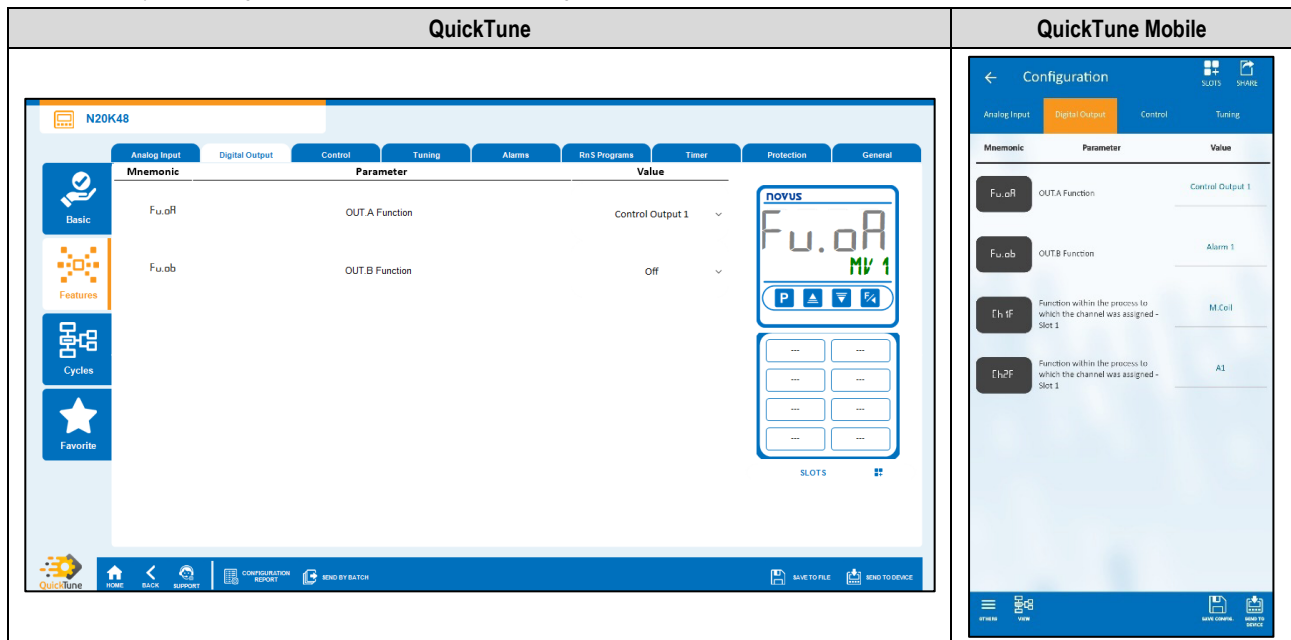 QuickTune
QuickTune Mobile
N20K48
Analog Input
Digital Output
Control
Tuning
Alarms
RnS Programs
Timer
Protection
General
Mnemonic
Parameter
Value
Basic
Features
Cycles
Favorite
Fu.oA
OUT.A Function
Control Output 1
Fu.ob
OUT.B Function
Off
novus
Fu.oA
MV 1
P
F/4
---
---
---
---
---
---
---
---
SLOTS
QuickTune
HOME
BACK
SUPPORT
CONFIGURATION
REPORT
SEND BY BATCH
SAVE TO FILE
SEND TO DEVICE
Configuration
SLOTS
SHARE
Analog Input
Digital Output
Control
Tuning
Mnemonic
Parameter
Value
Fu.oA
OUT.A Function
Control Output 1
Fu.ob
OUT.B Function
Alarm 1
Ch1F
Function within the process to
which the channel was assigned -
Slot 1
M.Coil
Ch2F
Function within the process to
which the channel was assigned -
Slot 1
A1
OTHERS
VIEW
SAVE CONFIG.
SEND TO
DEVICE